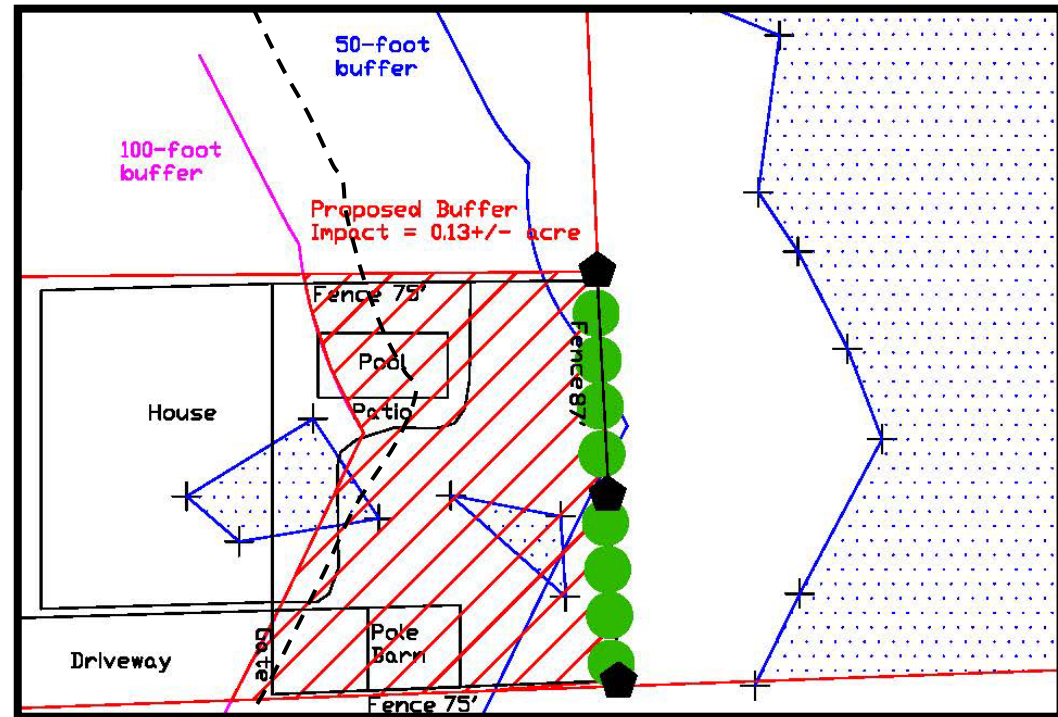 50-foot
buffer
100-foot
buffer
Proposed Buffer
Impact = 0.13+/- acre
Fence 75'
Fence 87'
Pool
House
Patio
Gate
Pole
Barn
Driveway
Fence 75'